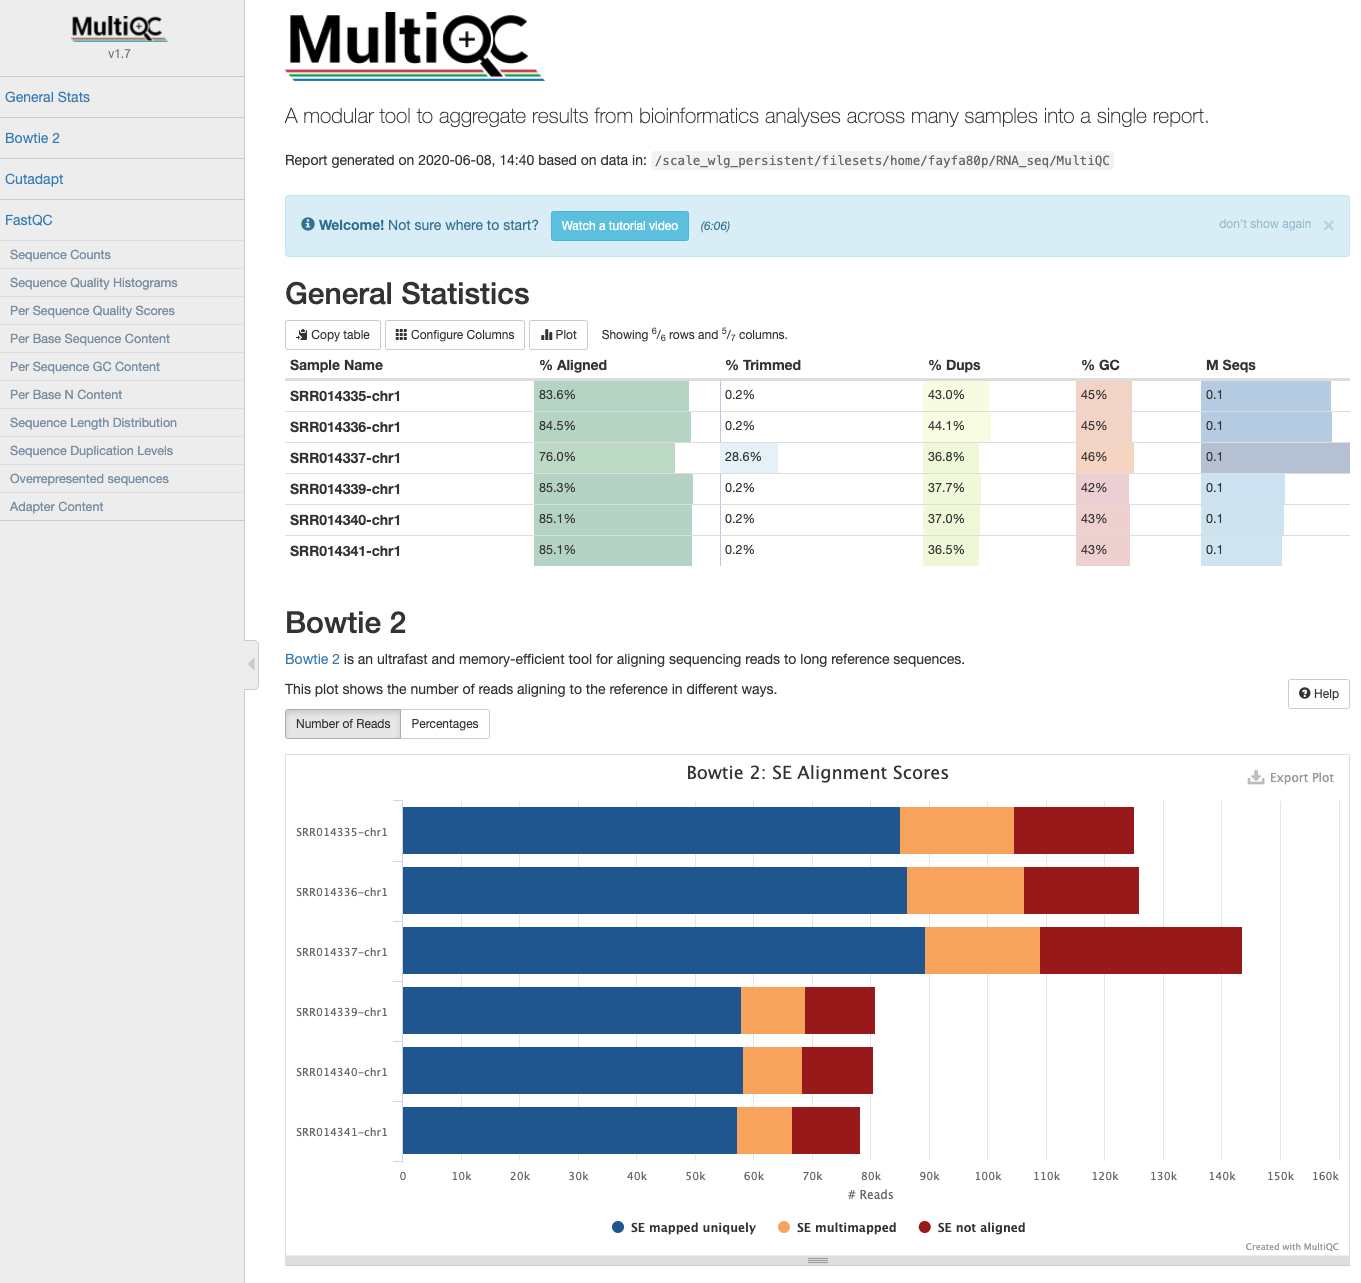 MultiQC
v1.7
General Stats
Bowtie 2
Cutadapt
FastQC
Sequence Counts
Sequence Quality Histograms
Per Sequence Quality Scores
Per Base Sequence Content
Per Sequence GC Content
Per Base N Content
Sequence Length Distribution
Sequence Duplication Levels
Overrepresented sequences
Adapter Content
MultiQC
A modular tool to aggregate results from bioinformatics analyses across many samples into a single report.
Report generated on 2020-06-08, 14:40 based on data in: /scale_wlg_persistent/filesets/home/fayfa80p/RNA_seq/MultiQC
Welcome! Not sure where to start? Watch a tutorial video (6:06) don't show again ×
General Statistics
Copy table Configure Columns Plot Showing 6/6 rows and 5/7 columns.
Sample Name % Aligned % Trimmed % Dups % GC M Seqs
SRR014335-chr1 83.6% 0.2% 43.0% 45% 0.1
SRR014336-chr1 84.5% 0.2% 44.1% 45% 0.1
SRR014337-chr1 76.0% 28.6% 36.8% 46% 0.1
SRR014339-chr1 85.3% 0.2% 37.7% 42% 0.1
SRR014340-chr1 85.1% 0.2% 37.0% 43% 0.1
SRR014341-chr1 85.1% 0.2% 36.5% 43% 0.1
Bowtie 2
Bowtie 2 is an ultrafast and memory-efficient tool for aligning sequencing reads to long reference sequences.
This plot shows the number of reads aligning to the reference in different ways.
Help
Number of Reads Percentages
Bowtie 2: SE Alignment Scores
Export Plot
SRR014335-chr1
SRR014336-chr1
SRR014337-chr1
SRR014339-chr1
SRR014340-chr1
SRR014341-chr1
0 10k 20k 30k 40k 50k 60k 70k 80k 90k 100k 110k 120k 130k 140k 150k 160k
# Reads
SE mapped uniquely SE multimapped SE not aligned
Created with MultiQC